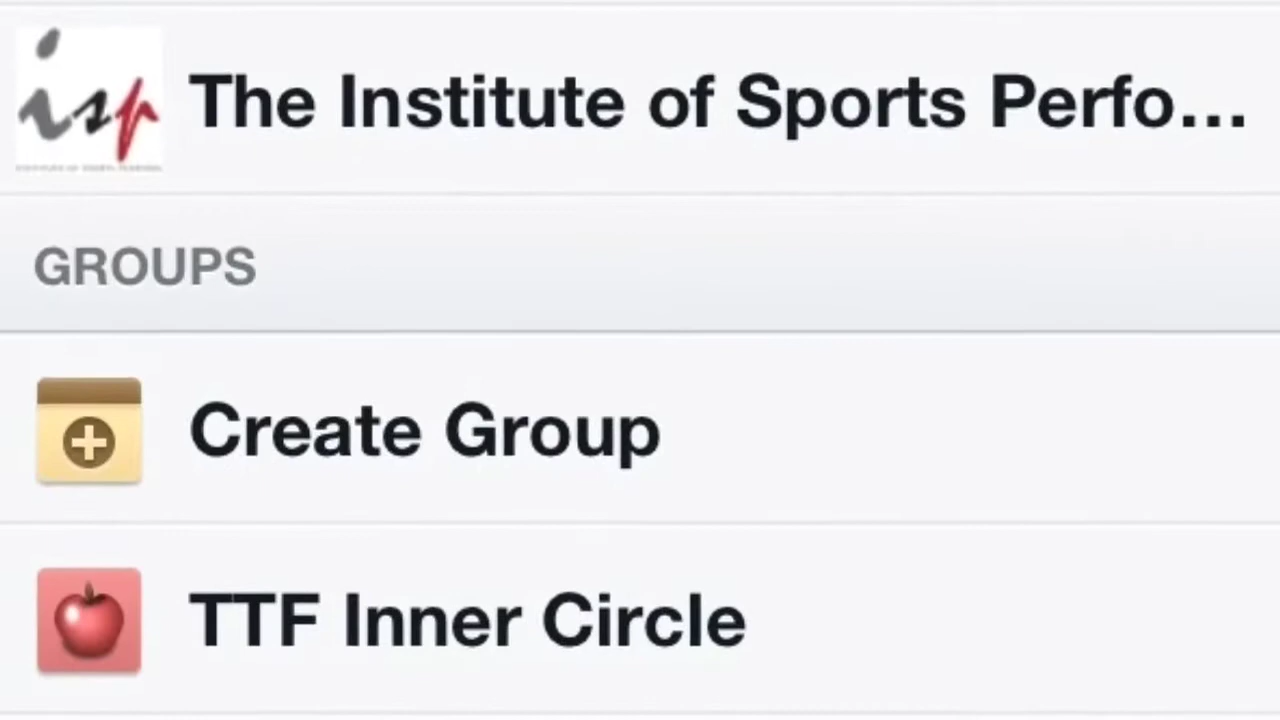 isp
The Institute of Sports Perfo...
GROUPS
Create Group
TTF Inner Circle